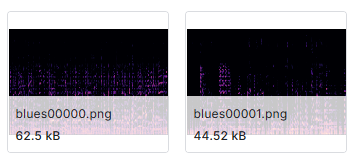 blues00000.png
62.5 kB
blues00001.png
44.52 kB